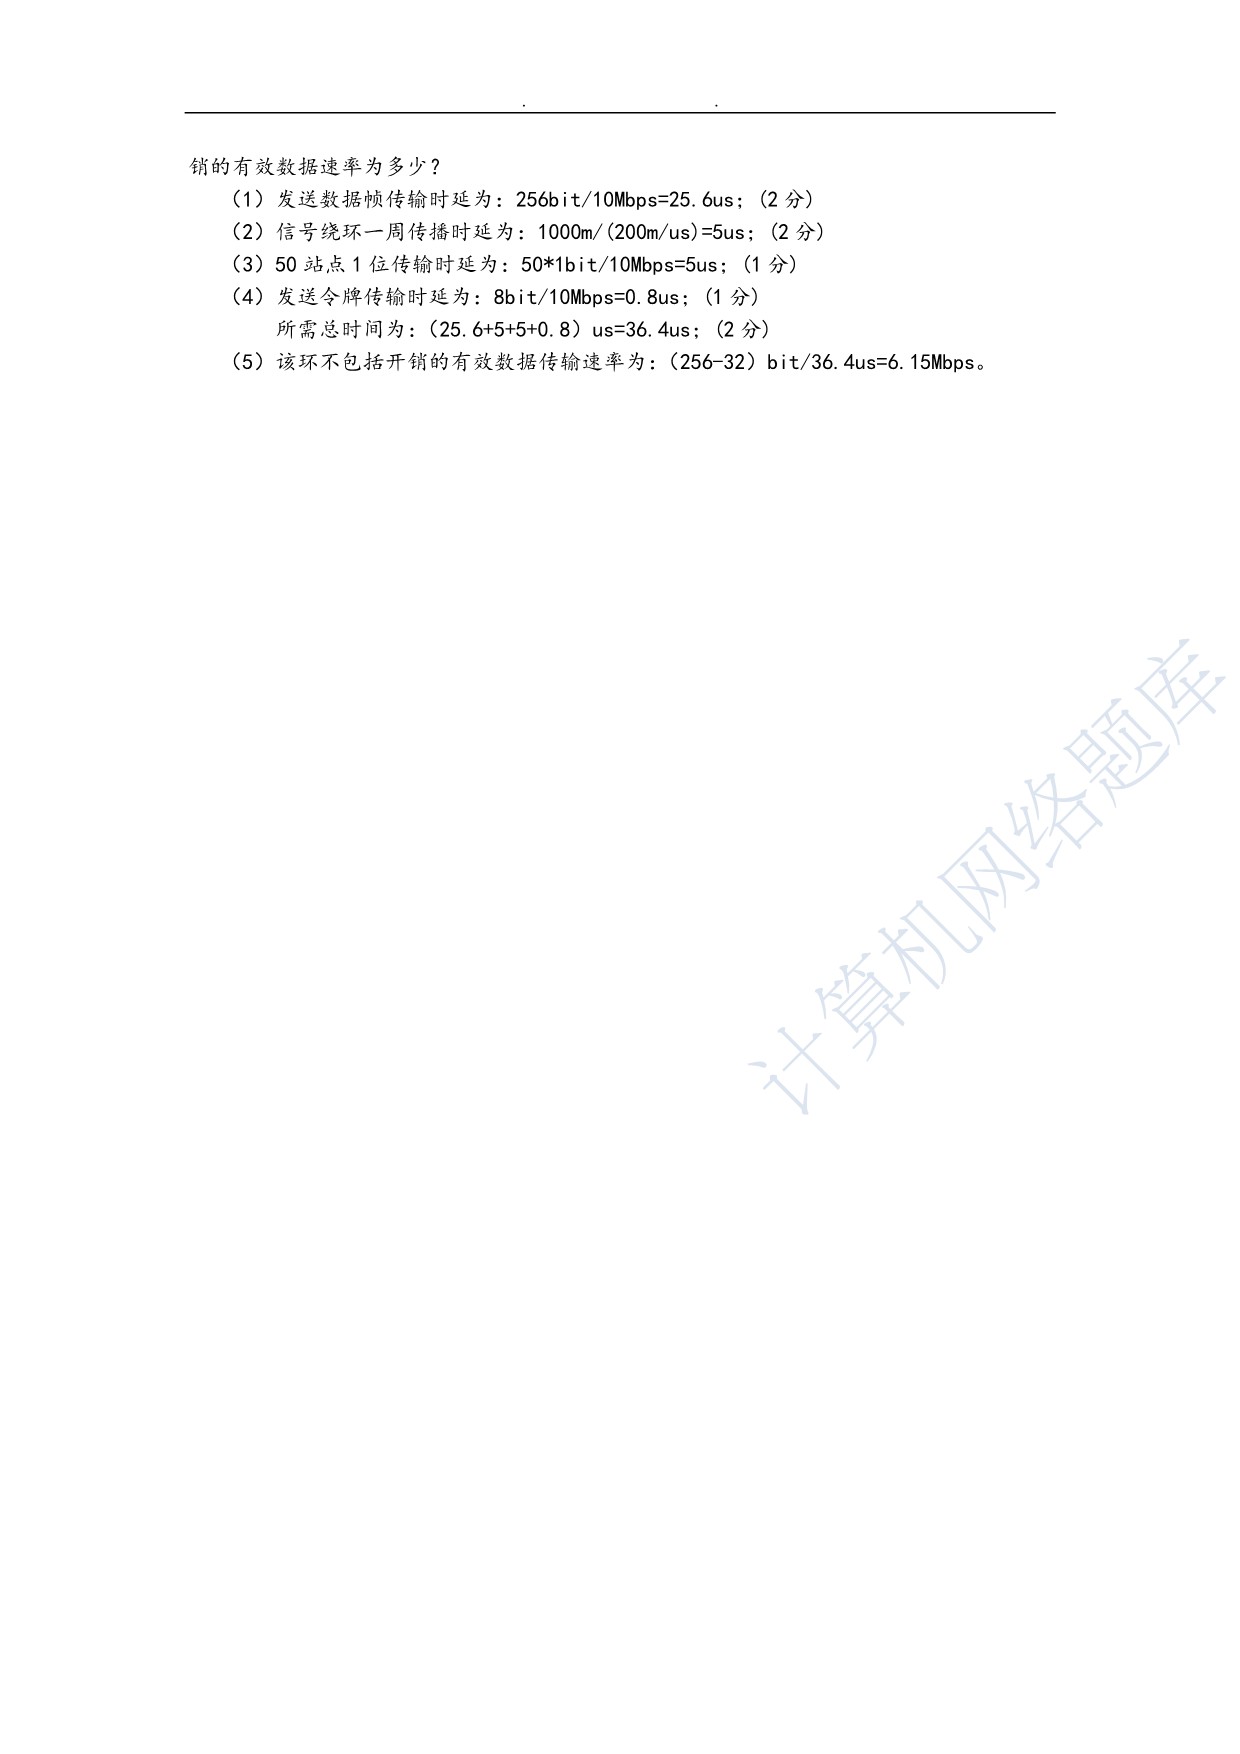 销的有效数据速率为多少？
（1）发送数据帧传输时延为：256bit/10Mbps=25.6us；(2 分)
（2）信号绕环一周传播时延为：1000m/(200m/us)=5us；(2 分)
（3）50 站点 1 位传输时延为：50*1bit/10Mbps=5us；(1 分)
（4）发送令牌传输时延为：8bit/10Mbps=0.8us；(1 分)
所需总时间为：（25.6+5+5+0.8）us=36.4us；(2 分)
（5）该环不包括开销的有效数据传输速率为：（256-32）bit/36.4us=6.15Mbps。
计算机网络题库